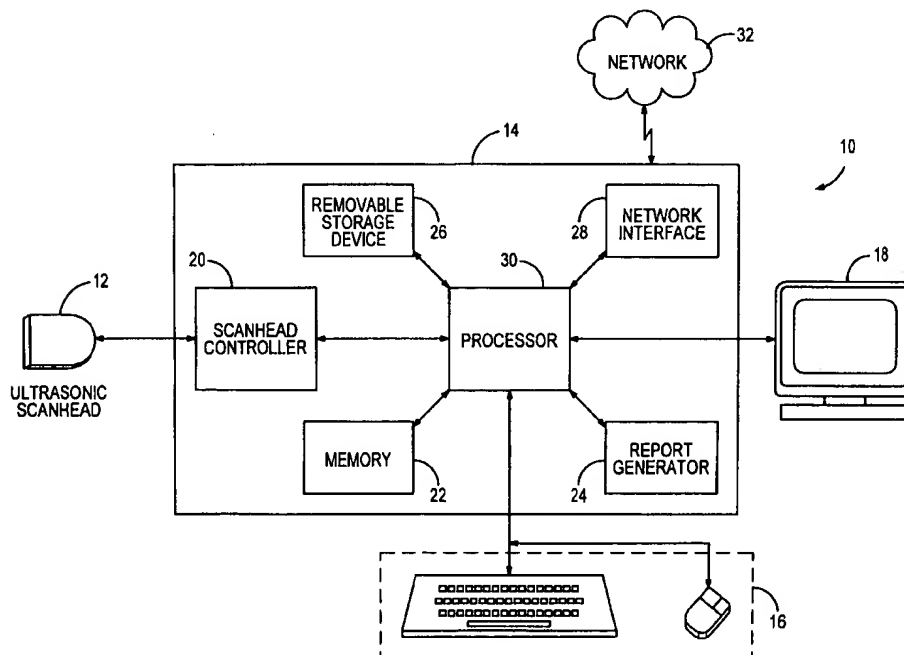 32
NETWORK
14
10
REMOVABLE
STORAGE
DEVICE
26
28
NETWORK
INTERFACE
12
20
30
18
SCANHEAD
CONTROLLER
PROCESSOR
ULTRASONIC
SCANHEAD
MEMORY
22
24
REPORT
GENERATOR
16